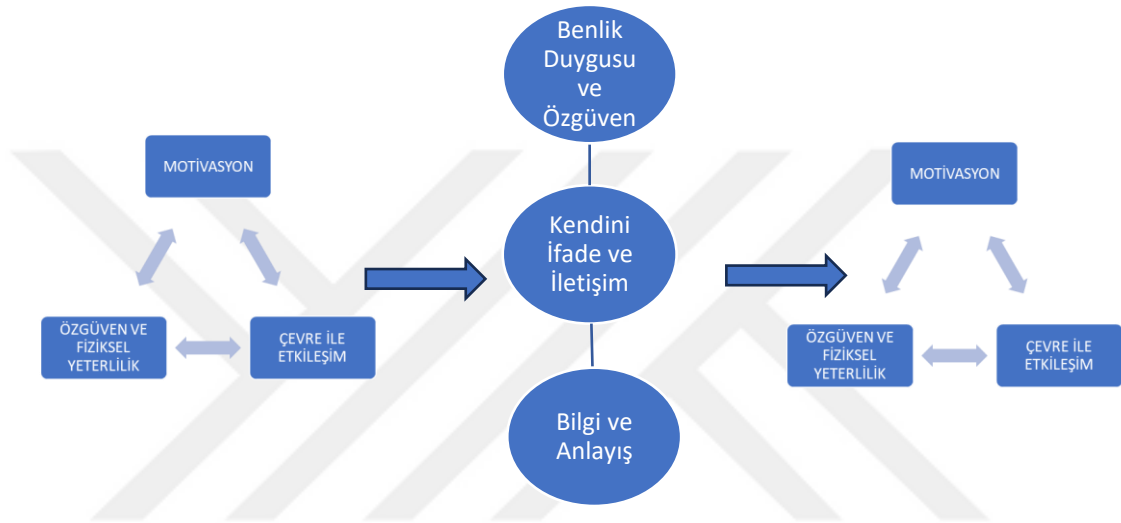 MOTİVASYON
ÖZGÜVEN VE
FİZİKSEL
YETERLİLİK
ÇEVRE İLE
ETKİLEŞİM
Benlik
Duygusu
ve
Özgüven
Kendini
İfade ve
İletişim
Bilgi ve
Anlayış
MOTİVASYON
ÖZGÜVEN VE
FİZİKSEL
YETERLİLİK
ÇEVRE İLE
ETKİLEŞİM